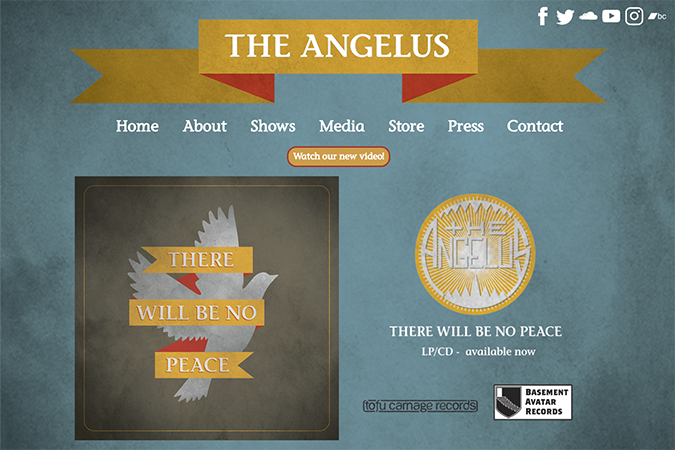 THE ANGELUS
bc
Home About Shows Media Store Press Contact
Watch our new video!
THERE
WILL BE NO
PEACE
THE
ANGELUS
THERE WILL BE NO PEACE
LP/CD - available now
tofu carnage records
BASEMENT
AVATAR
RECORDS